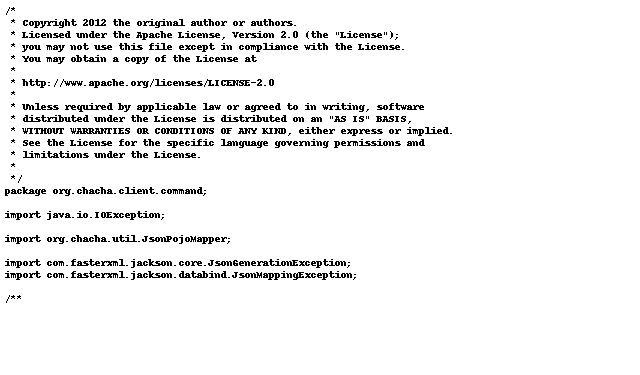 /*
 * Copyright 2012 the original author or authors.
 * Licensed under the Apache License, Version 2.0 (the "License");
 * you may not use this file except in compliance with the License.
 * You may obtain a copy of the License at
 *
 * http://www.apache.org/licenses/LICENSE-2.0
 *
 * Unless required by applicable law or agreed to in writing, software
 * distributed under the License is distributed on an "AS IS" BASIS,
 * WITHOUT WARRANTIES OR CONDITIONS OF ANY KIND, either express or implied.
 * See the License for the specific language governing permissions and
 * limitations under the License.
 *
 */
package org.chacha.client.command;

import java.io.IOException;

import org.chacha.util.JsonPojoMapper;

import com.fasterxml.jackson.core.JsonGenerationException;
import com.fasterxml.jackson.databind.JsonMappingException;

/**